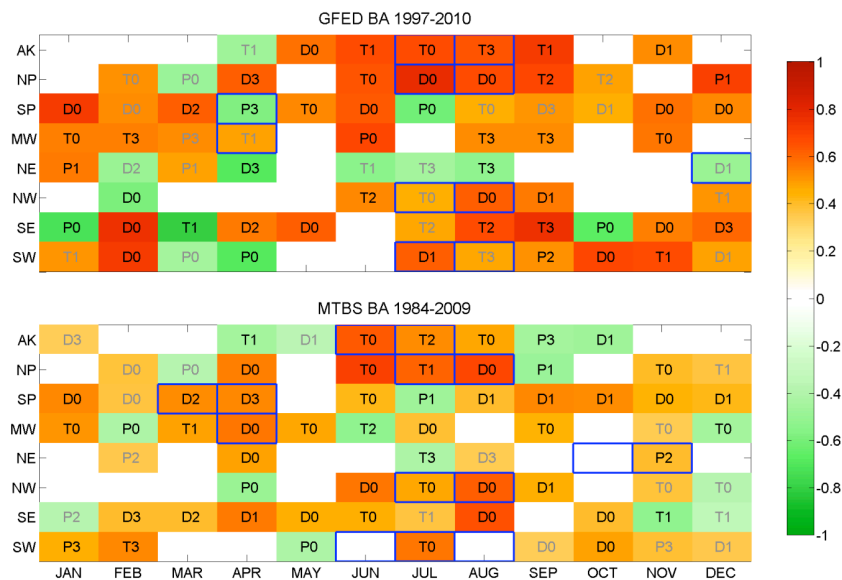 GFED BA 1997-2010
AK T1 D0 T1 T0 T3 T1 D1
NP T0 P0 D3 T0 D0 D0 T2 T2 P1
SP D0 D0 D2 P3 T0 D0 P0 T0 D3 D1 D0 D0
MW T0 T3 P3 T1 P0 T3 T3 T0
NE P1 D2 P1 D3 T1 T3 T3 D1
NW D0 T2 T0 D0 D1 T1
SE P0 D0 T1 D2 D0 T2 T2 T3 P0 D0 D3
SW T1 D0 P0 P0 D1 T3 P2 D0 T1 D1
1
0.8
0.6
0.4
0.2
0
-0.2
-0.4
-0.6
-0.8
-1
MTBS BA 1984-2009
AK D3 T1 D1 T0 T2 T0 P3 D1
NP D0 P0 D0 T0 T1 D0 P1 T0 T1
SP D0 D0 D2 D3 T0 P1 D1 D1 D1 D0 D1
MW T0 P0 T1 D0 T0 T2 D0 T0 T0 T0
NE P2 D0 T3 D3 P2
NW P0 D0 T0 D0 D1 T0 T0
SE P2 D3 D2 D1 D0 T0 T1 D0 D0 T1 T1
SW P3 T3 P0 T0 D0 D0 P3 D1
JAN FEB MAR APR MAY JUN JUL AUG SEP OCT NOV DEC